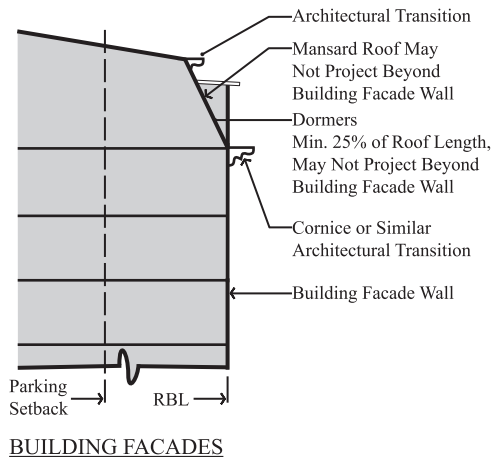 Architectural Transition
Mansard Roof May
Not Project Beyond
Building Facade Wall
Dormers
Min. 25% of Roof Length,
May Not Project Beyond
Building Facade Wall
Cornice or Similar
Architectural Transition
Building Facade Wall
Parking
Setback
RBL
BUILDING FACADES